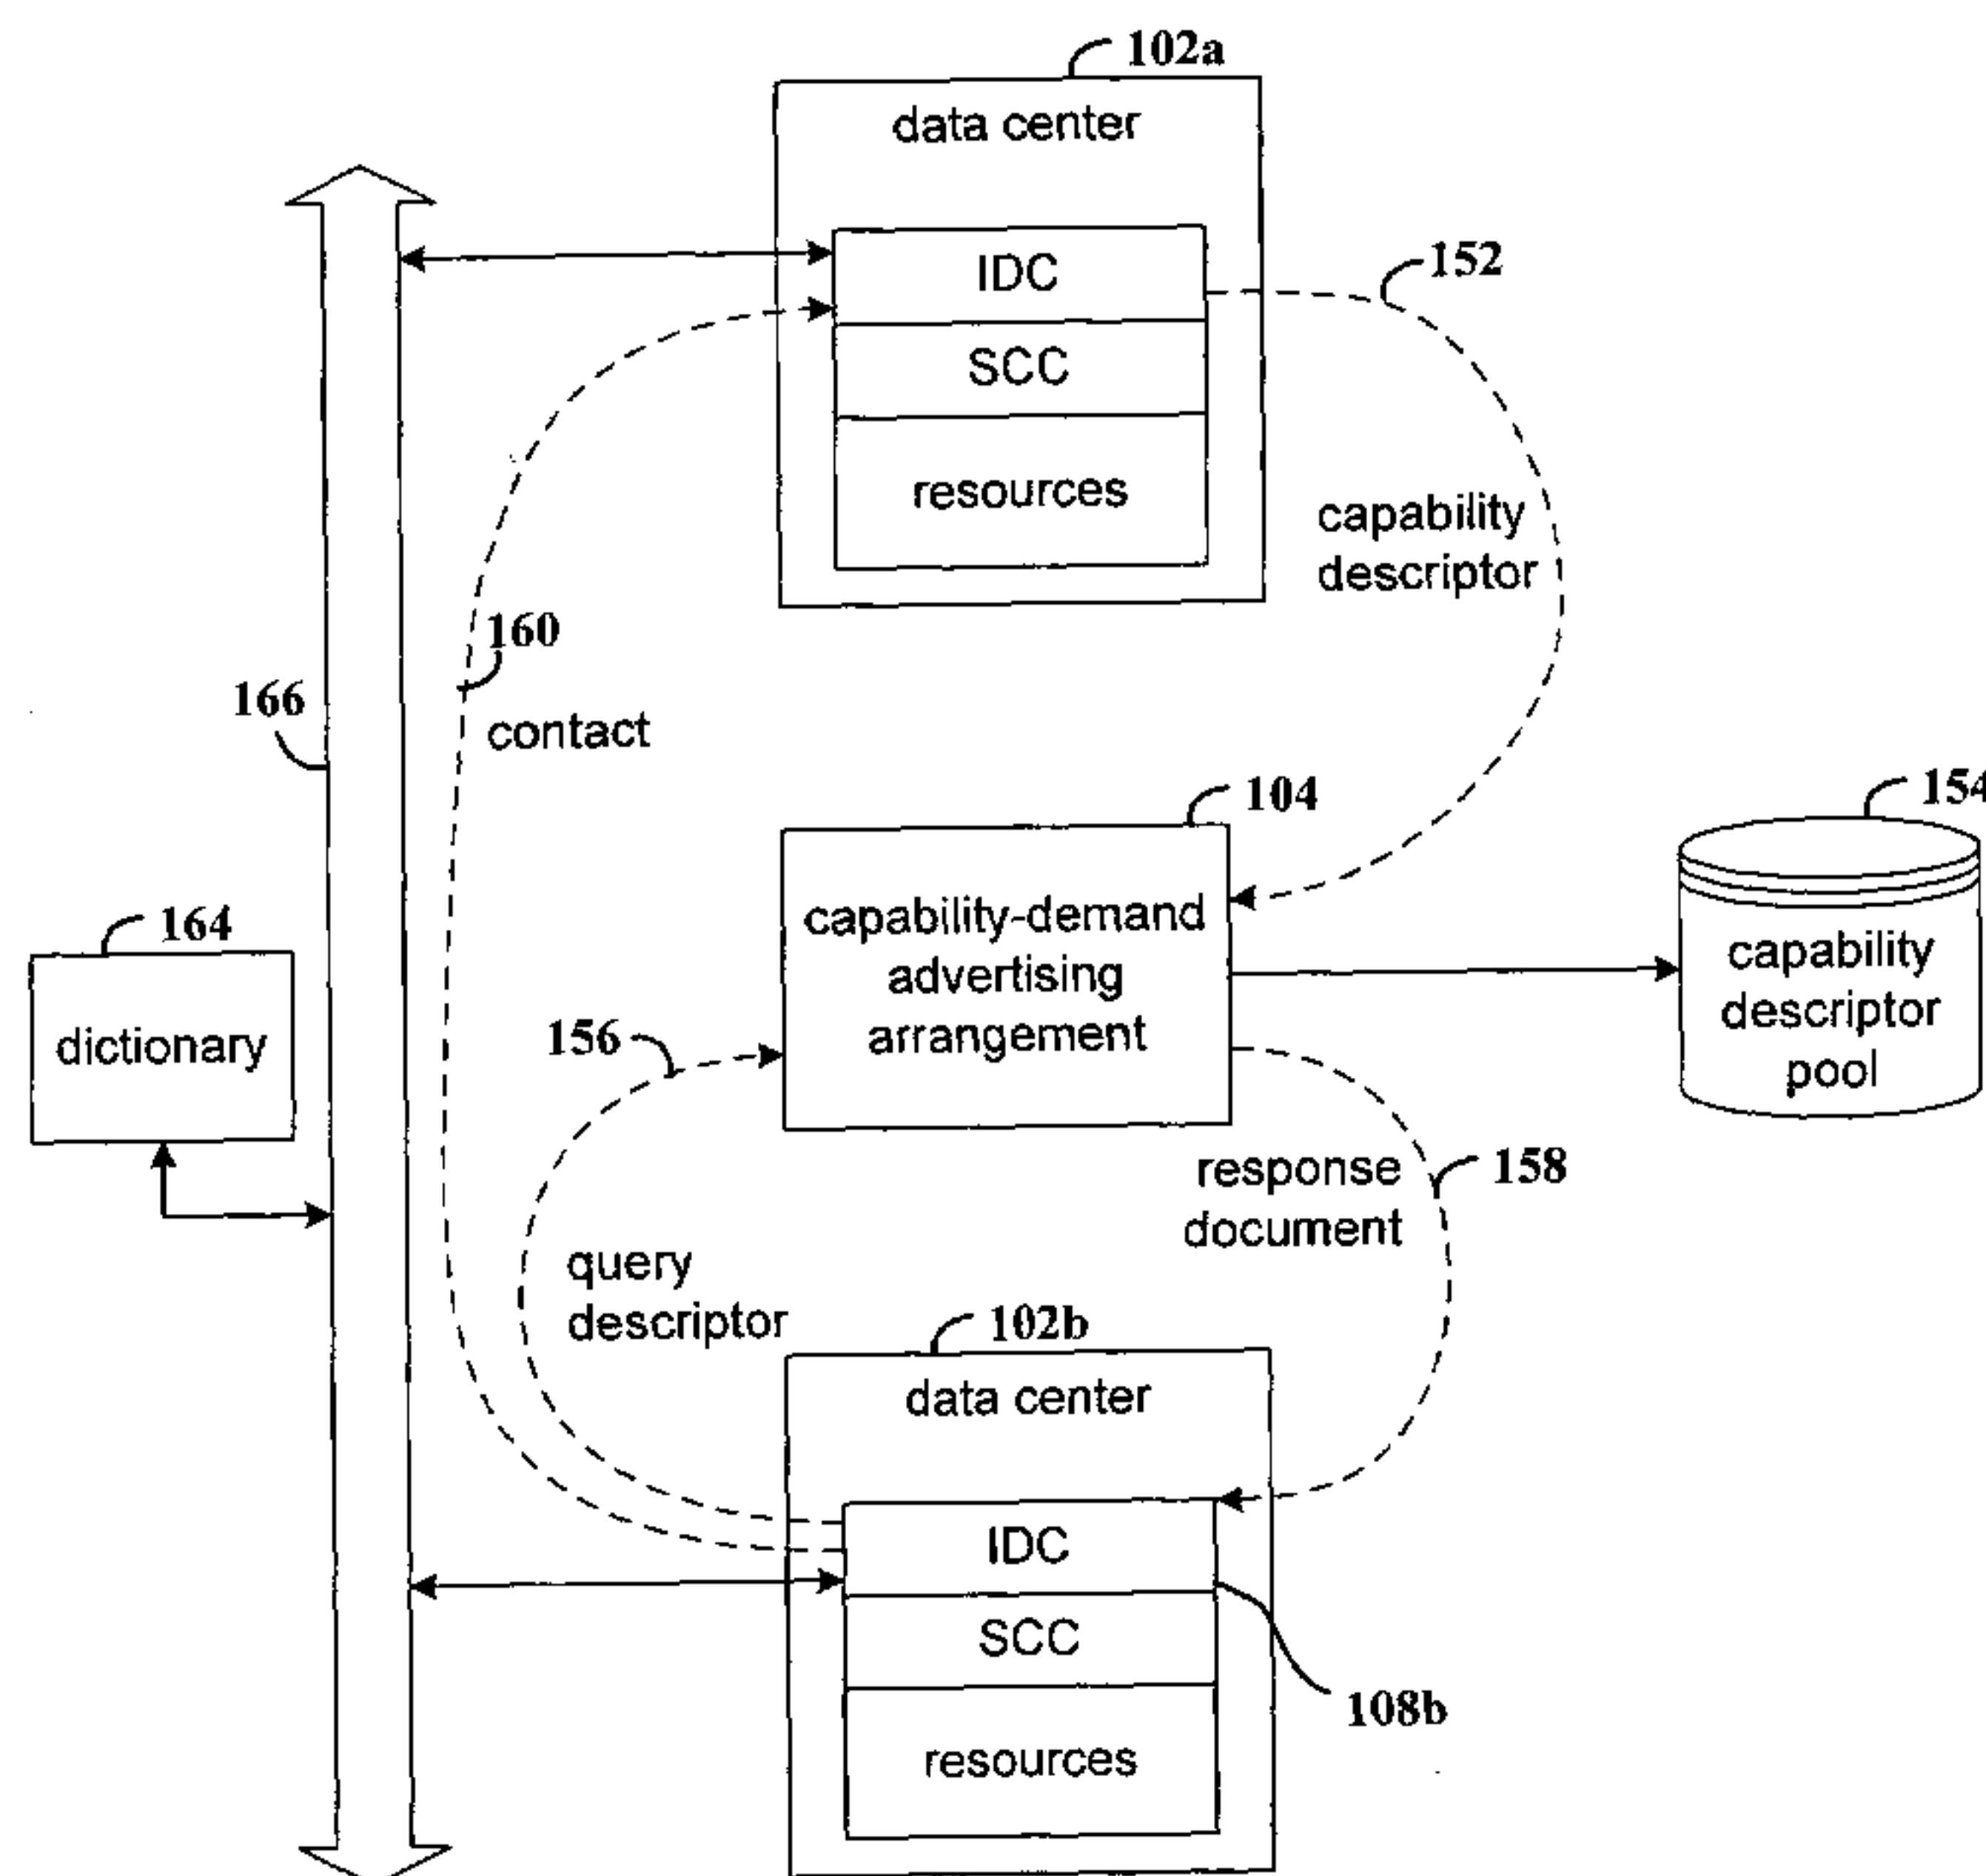 102a
data center
IDC
152
SCC
resources
capability
descriptor
160
166
contact
104
154
capability-demand
advertising
arrangement
capability
descriptor
pool
164
dictionary
156
response
document
158
query
descriptor
102b
data center
IDC
SCC
108b
resources